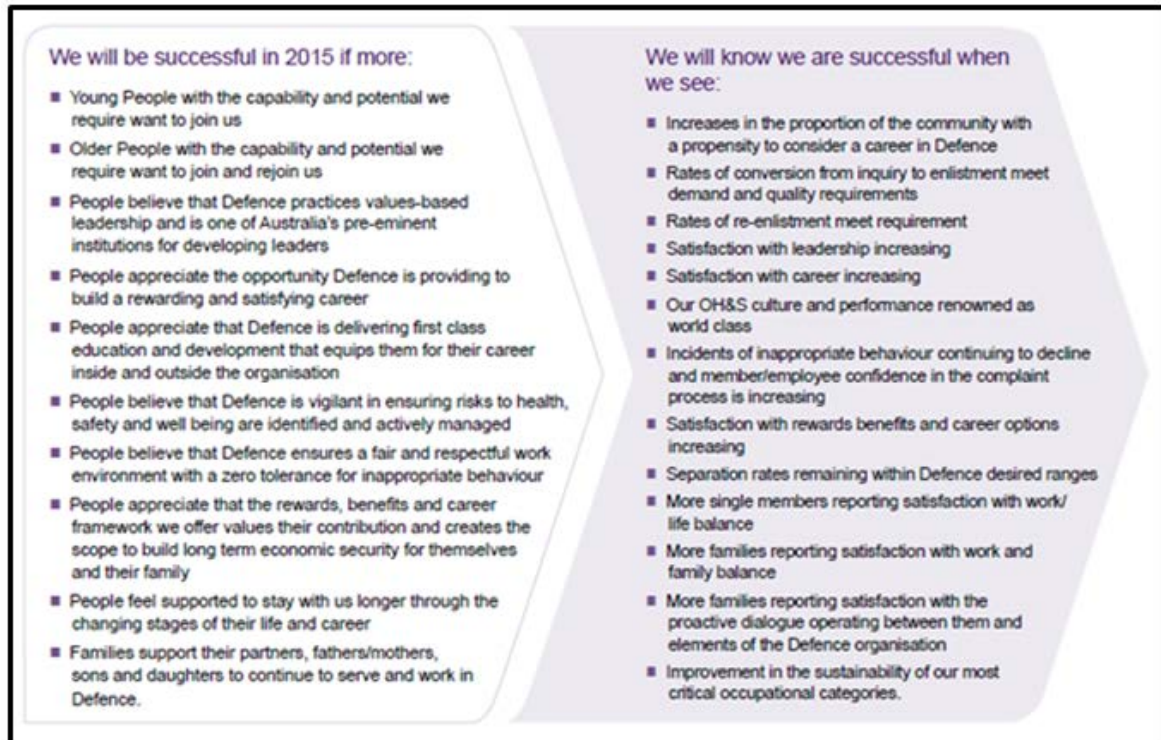 We will be successful in 2015 if more:
■ Young People with the capability and potential we
require want to join us
■ Older People with the capability and potential we
require want to join and rejoin us
■ People believe that Defence practices values-based
leadership and is one of Australia's pre-eminent
institutions for developing leaders
■ People appreciate the opportunity Defence is providing to
build a rewarding and satisfying career
■ People appreciate that Defence is delivering first class
education and development that equips them for their career
inside and outside the organisation
■ People believe that Defence is vigilant in ensuring risks to health,
safety and well being are identified and actively managed
■ People believe that Defence ensures a fair and respectful work
environment with a zero tolerance for inappropriate behaviour
■ People appreciate that the rewards, benefits and career
framework we offer values their contribution and creates the
scope to build long term economic security for themselves
and their family
■ People feel supported to stay with us longer through the
changing stages of their life and career
■ Families support their partners, fathers/mothers,
sons and daughters to continue to serve and work in
Defence.
We will know we are successful when
we see:
■ Increases in the proportion of the community with
a propensity to consider a career in Defence
■ Rates of conversion from inquiry to enlistment meet
demand and quality requirements
■ Rates of re-enlistment meet requirement
■ Satisfaction with leadership increasing
■ Satisfaction with career increasing
■ Our OH&S culture and performance renowned as
world class
■ Incidents of inappropriate behaviour continuing to decline
and member/employee confidence in the complaint
process is increasing
■ Satisfaction with rewards benefits and career options
increasing
■ Separation rates remaining within Defence desired ranges
■ More single members reporting satisfaction with work/
life balance
■ More families reporting satisfaction with work and
family balance
■ More families reporting satisfaction with the
proactive dialogue operating between them and
elements of the Defence organisation
■ Improvement in the sustainability of our most
critical occupational categories.